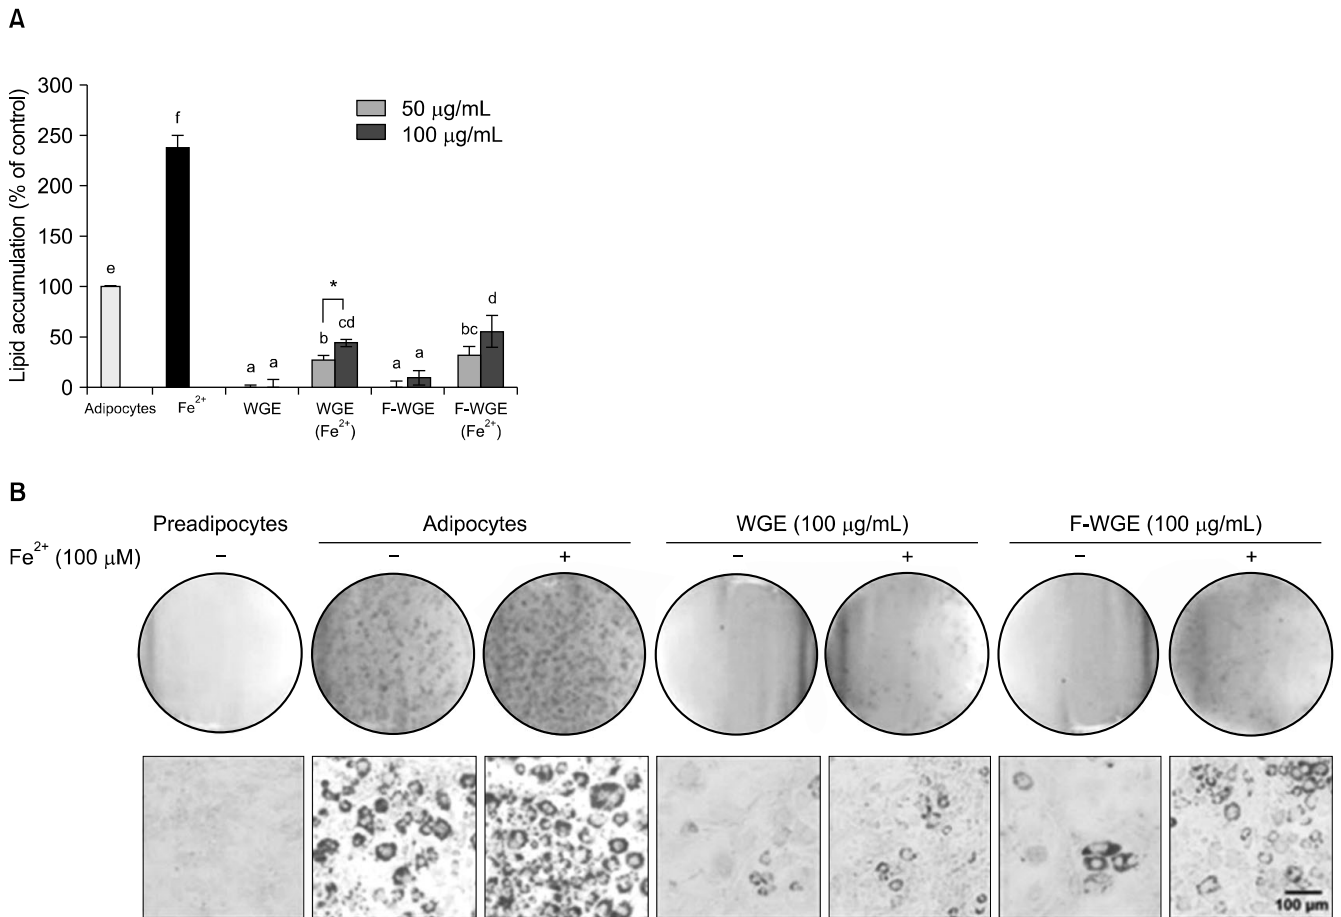 A
Lipid accumulation (% of control)
300
250
200
150
100
50
0
50 μg/mL
100 μg/mL
e
f
a
a
*
b
cd
a
a
bc
d
Adipocytes
Fe²⁺
WGE
WGE
(Fe²⁺)
F-WGE
F-WGE
(Fe²⁺)
B
Preadipocytes
Adipocytes
WGE (100 μg/mL)
F-WGE (100 μg/mL)
Fe²⁺ (100 μM)
− − + − + − +
100 μm